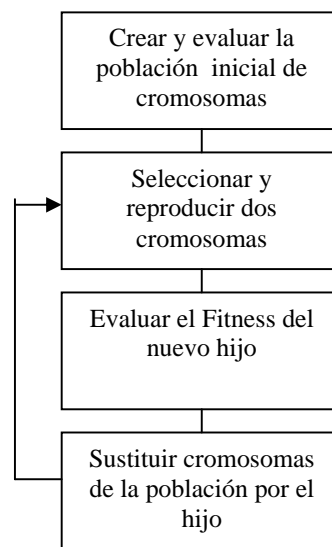 Crear y evaluar la
población inicial de
cromosomas
Seleccionar y
reproducir dos
cromosomas
Evaluar el Fitness del
nuevo hijo
Sustituir cromosomas
de la población por el
hijo